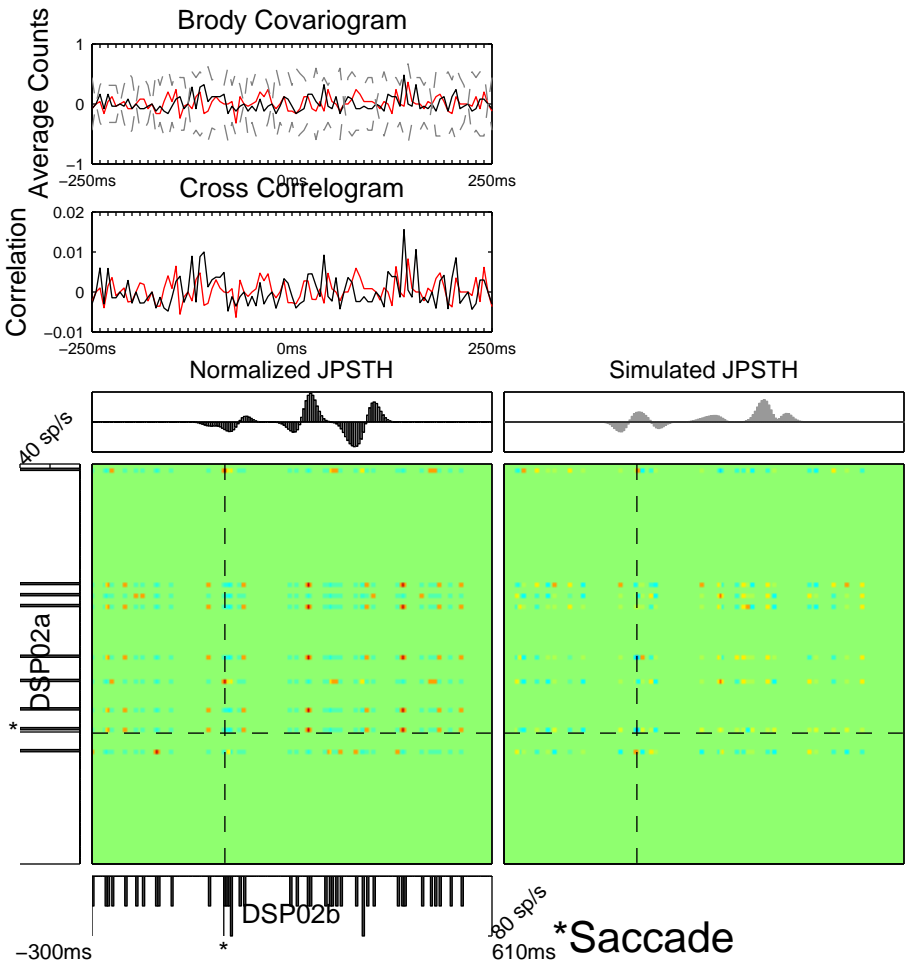 Brody Covariogram
Average Counts
1
0
−1
−250ms
0ms
250ms
Cross Correlogram
Correlation
0.02
0.01
0
−0.01
−250ms
0ms
250ms
Normalized JPSTH
Simulated JPSTH
40 sp/s
DSP02a
*
DSP02b
80 sp/s
*
−300ms
610ms
*Saccade